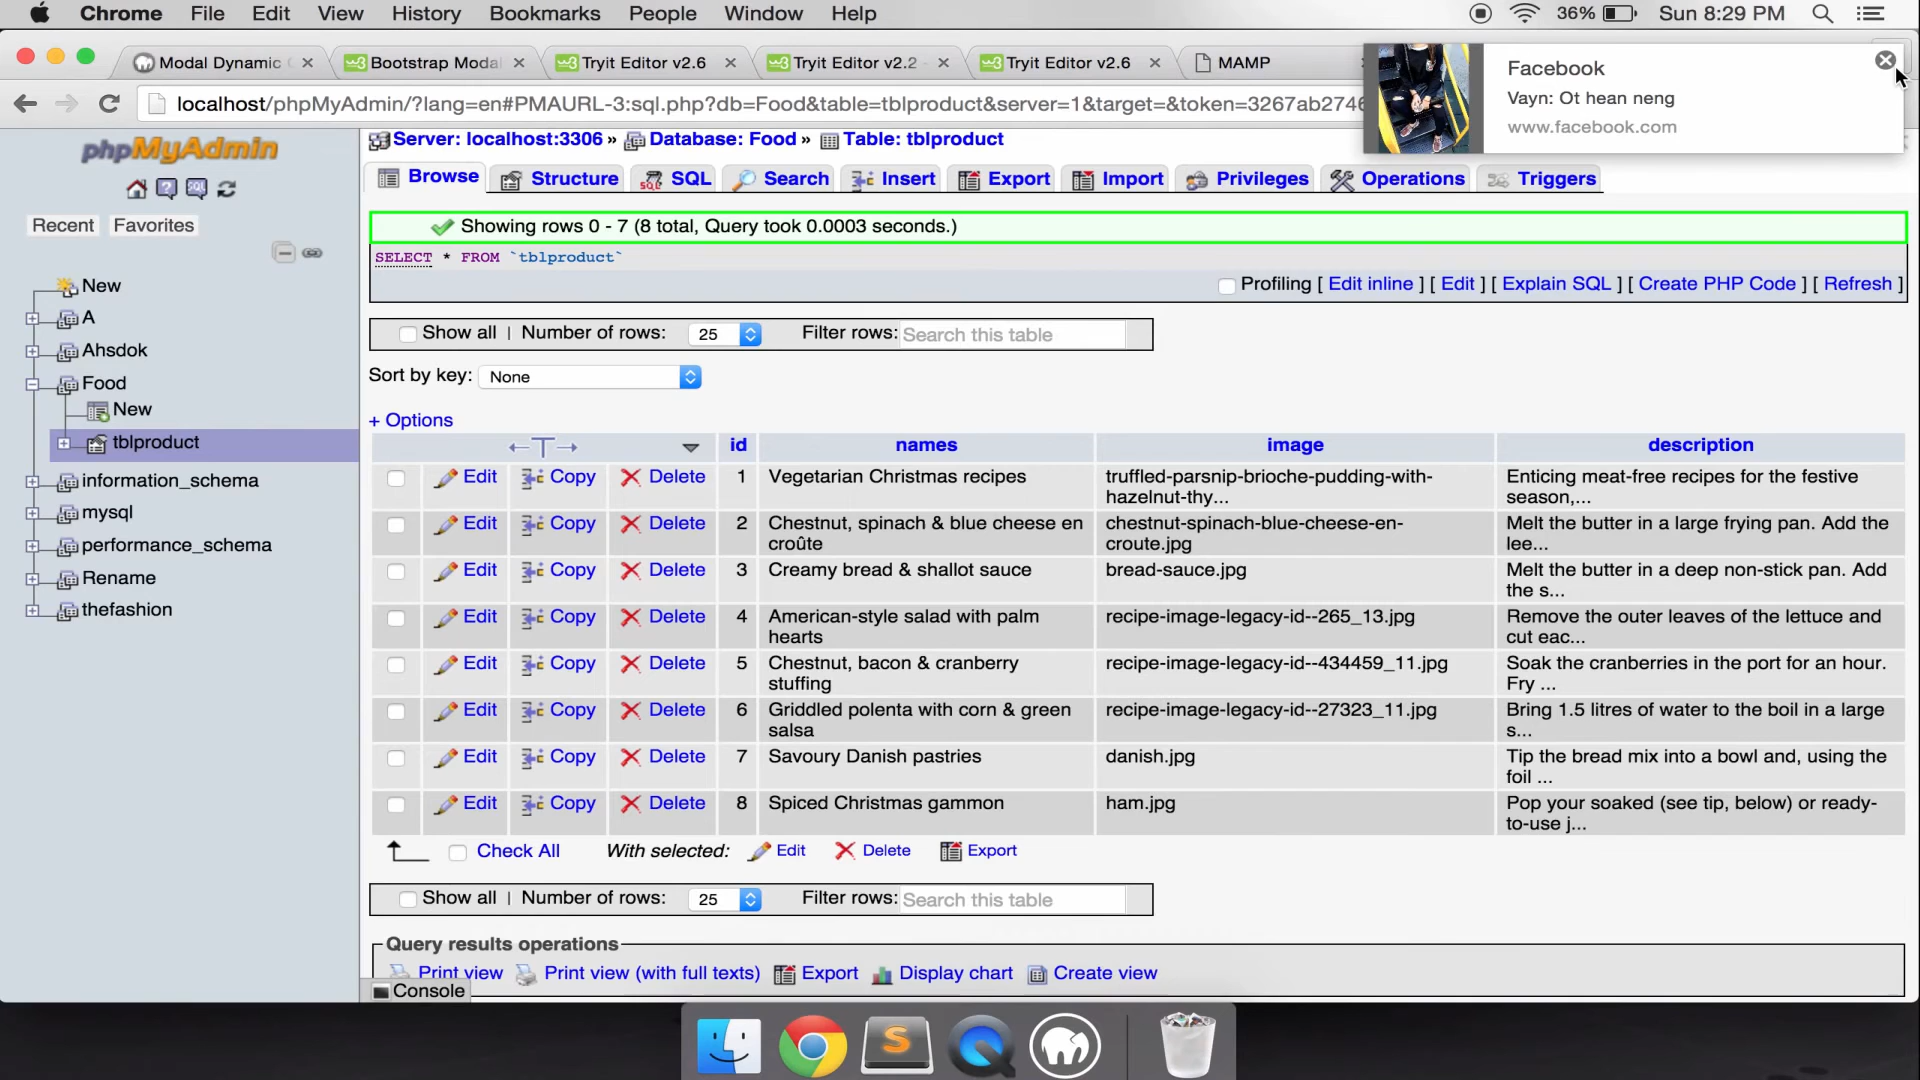 Chrome File Edit View History Bookmarks People Window Help 36% Sun 8:29 PM
Modal Dynamic Bootstrap Modal Tryit Editor v2.6 Tryit Editor v2.2 Tryit Editor v2.6 MAMP
Facebook
Vayn: Ot hean neng
www.facebook.com
localhost/phpMyAdmin/?lang=en#PMAURL-3:sql.php?db=Food&table=tblproduct&server=1&target=&token=3267ab2746
phpMyAdmin
Recent Favorites
New
A
Ahsdok
Food
New
tblproduct
information_schema
mysql
performance_schema
Rename
thefashion
Server: localhost:3306 » Database: Food » Table: tblproduct
Browse Structure SQL Search Insert Export Import Privileges Operations Triggers
Showing rows 0 - 7 (8 total, Query took 0.0003 seconds.)
SELECT * FROM `tblproduct`
Profiling [ Edit inline ] [ Edit ] [ Explain SQL ] [ Create PHP Code ] [ Refresh ]
Show all | Number of rows: 25 Filter rows: Search this table
Sort by key: None
+ Options
←T→ id names image description
Edit Copy Delete 1 Vegetarian Christmas recipes truffled-parsnip-brioche-pudding-with- Enticing meat-free recipes for the festive
hazelnut-thy... season,...
Edit Copy Delete 2 Chestnut, spinach & blue cheese en chestnut-spinach-blue-cheese-en- Melt the butter in a large frying pan. Add the
croûte croute.jpg lee...
Edit Copy Delete 3 Creamy bread & shallot sauce bread-sauce.jpg Melt the butter in a deep non-stick pan. Add
the s...
Edit Copy Delete 4 American-style salad with palm recipe-image-legacy-id--265_13.jpg Remove the outer leaves of the lettuce and
hearts cut eac...
Edit Copy Delete 5 Chestnut, bacon & cranberry recipe-image-legacy-id--434459_11.jpg Soak the cranberries in the port for an hour.
stuffing Fry ...
Edit Copy Delete 6 Griddled polenta with corn & green recipe-image-legacy-id--27323_11.jpg Bring 1.5 litres of water to the boil in a large
salsa s...
Edit Copy Delete 7 Savoury Danish pastries danish.jpg Tip the bread mix into a bowl and, using the
foil ...
Edit Copy Delete 8 Spiced Christmas gammon ham.jpg Pop your soaked (see tip, below) or ready-
to-use j...
Check All With selected: Edit Delete Export
Show all | Number of rows: 25 Filter rows: Search this table
Query results operations
Print view Print view (with full texts) Export Display chart Create view
Console